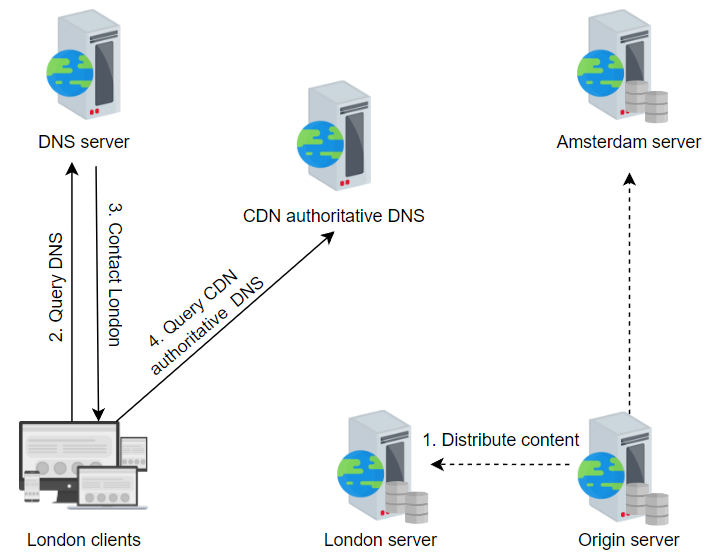 DNS server
Amsterdam server
CDN authoritative DNS
2. Query DNS
3. Contact London
4. Query CDN
authoritative DNS
1. Distribute content
London clients
London server
Origin server